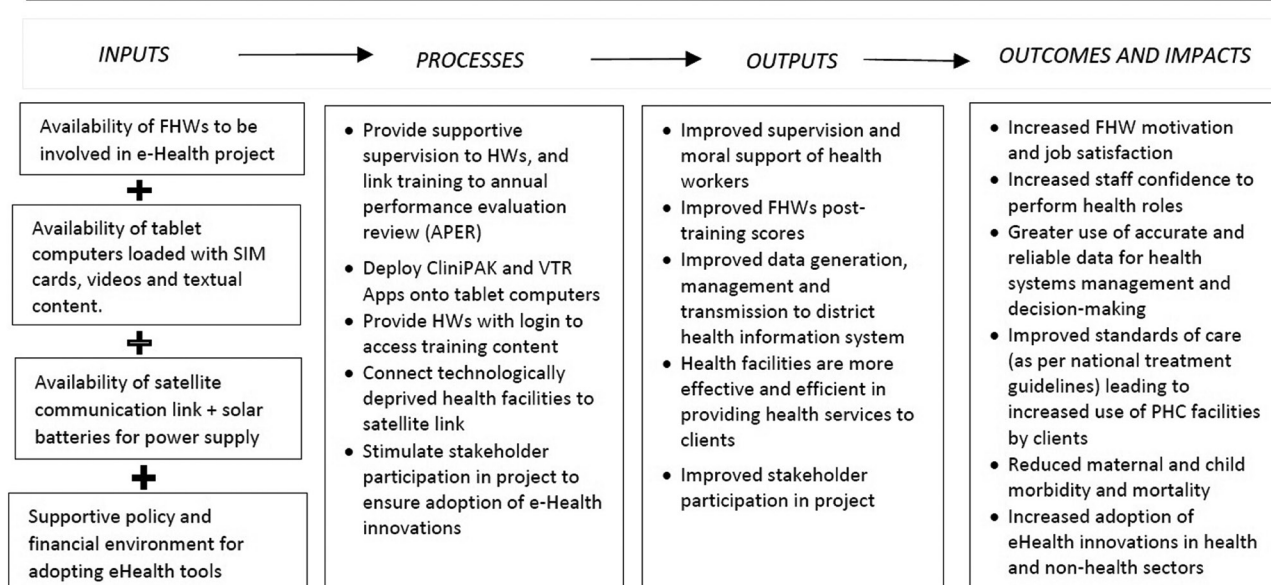 INPUTS
PROCESSES
OUTPUTS
OUTCOMES AND IMPACTS
Availability of FHWs to be
involved in e-Health project
+
Availability of tablet
computers loaded with SIM
cards, videos and textual
content.
+
Availability of satellite
communication link + solar
batteries for power supply
+
Supportive policy and
financial environment for
adopting eHealth tools
• Provide supportive
supervision to HWs, and
link training to annual
performance evaluation
review (APER)
• Deploy CliniPAK and VTR
Apps onto tablet computers
• Provide HWs with login to
access training content
• Connect technologically
deprived health facilities to
satellite link
• Stimulate stakeholder
participation in project to
ensure adoption of e-Health
innovations
• Improved supervision and
moral support of health
workers
• Improved FHWs post-
training scores
• Improved data generation,
management and
transmission to district
health information system
• Health facilities are more
effective and efficient in
providing health services to
clients
• Improved stakeholder
participation in project
• Increased FHW motivation
and job satisfaction
• Increased staff confidence to
perform health roles
• Greater use of accurate and
reliable data for health
systems management and
decision-making
• Improved standards of care
(as per national treatment
guidelines) leading to
increased use of PHC facilities
by clients
• Reduced maternal and child
morbidity and mortality
• Increased adoption of
eHealth innovations in health
and non-health sectors